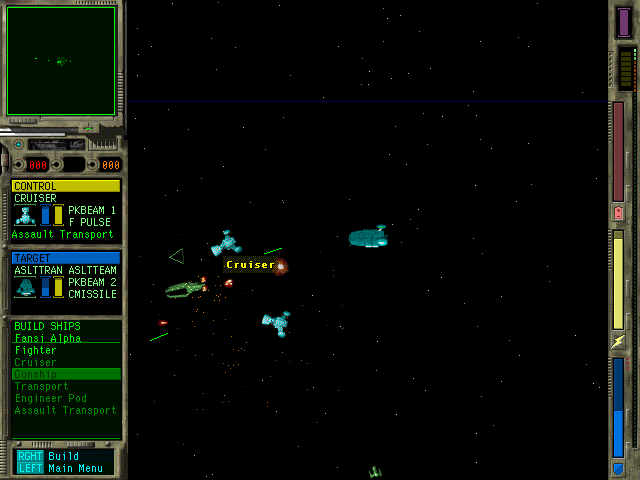 000 000
CONTROL
CRUISER
PKBEAM 1
F PULSE
Assault Transport
TARGET
ASLTTRAN ASLTTEAM
PKBEAM 2
CMISSILE
BUILD SHIPS
Fansi Alpha
Fighter
Cruiser
Gunship
Transport
Engineer Pod
Assault Transport
RGHT Build
LEFT Main Menu
Cruiser